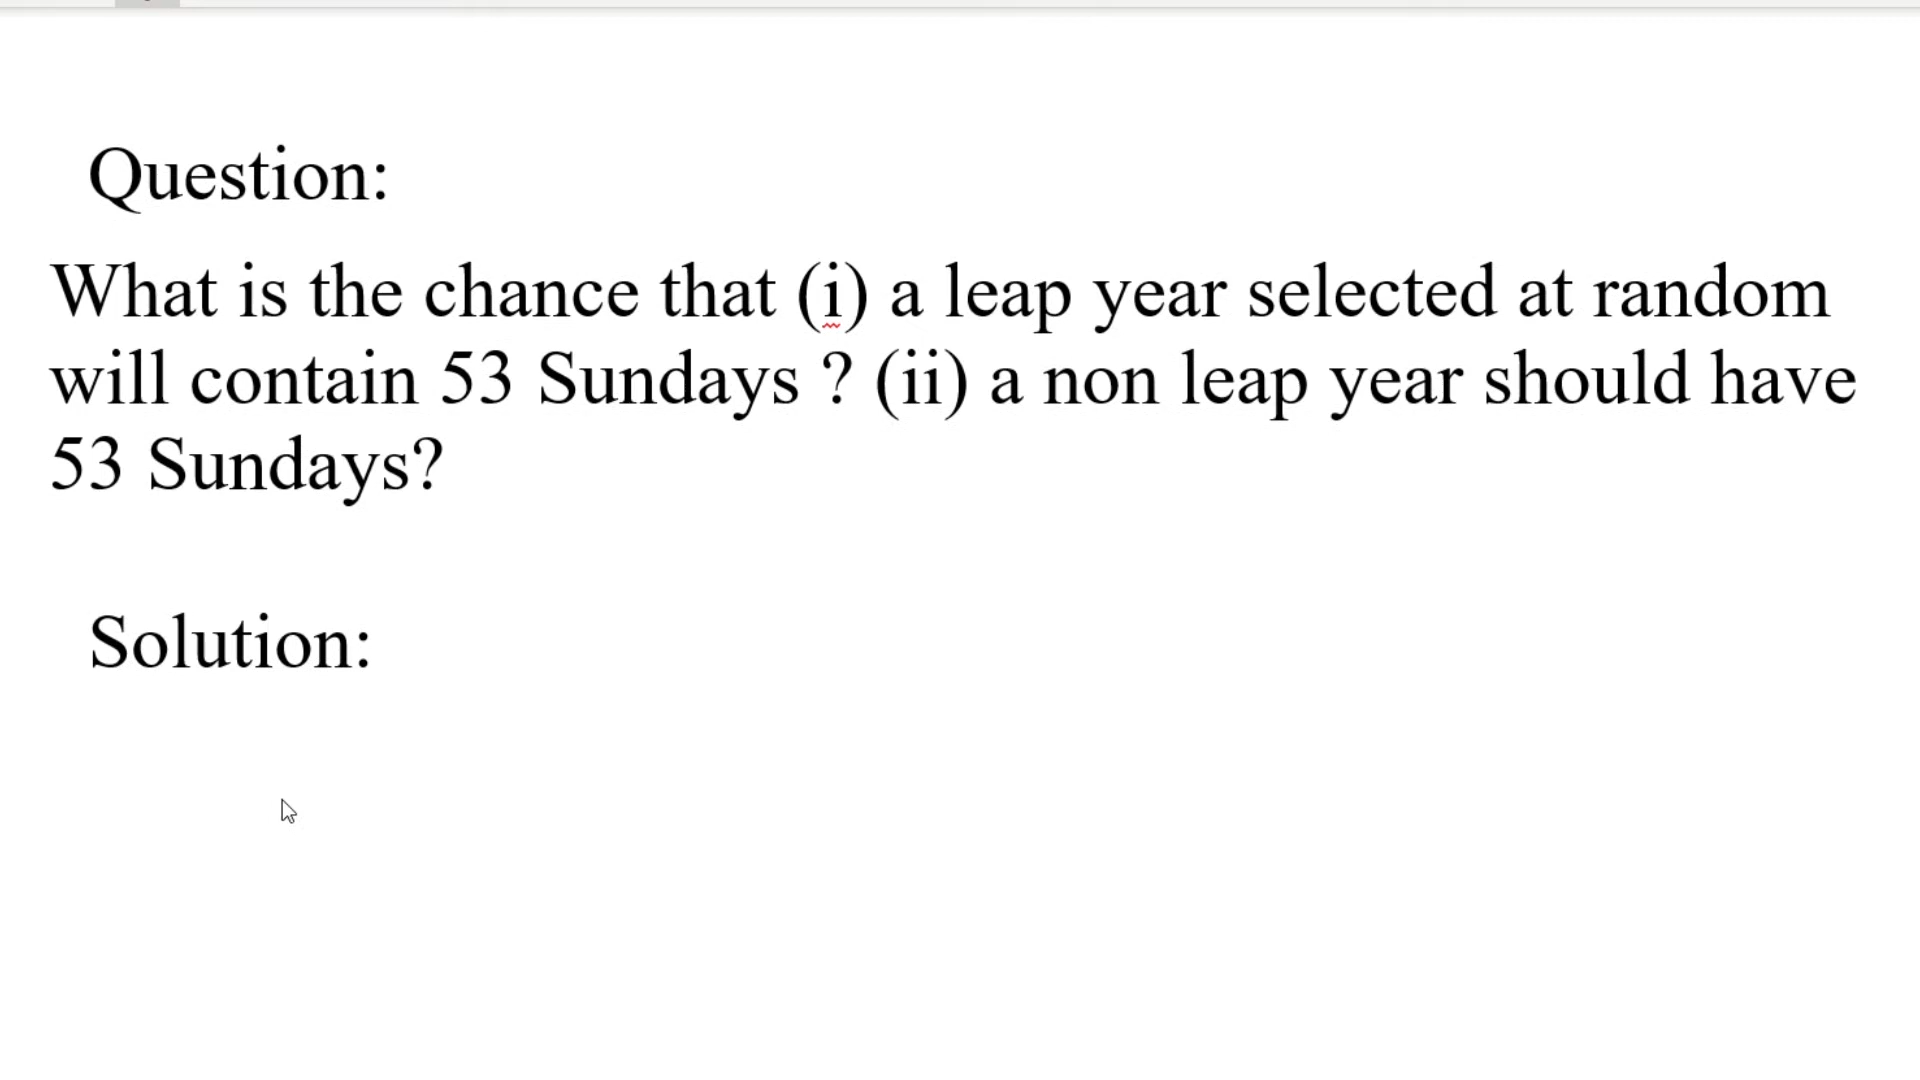 Question:
What is the chance that (i) a leap year selected at random
will contain 53 Sundays ? (ii) a non leap year should have
53 Sundays?
Solution: